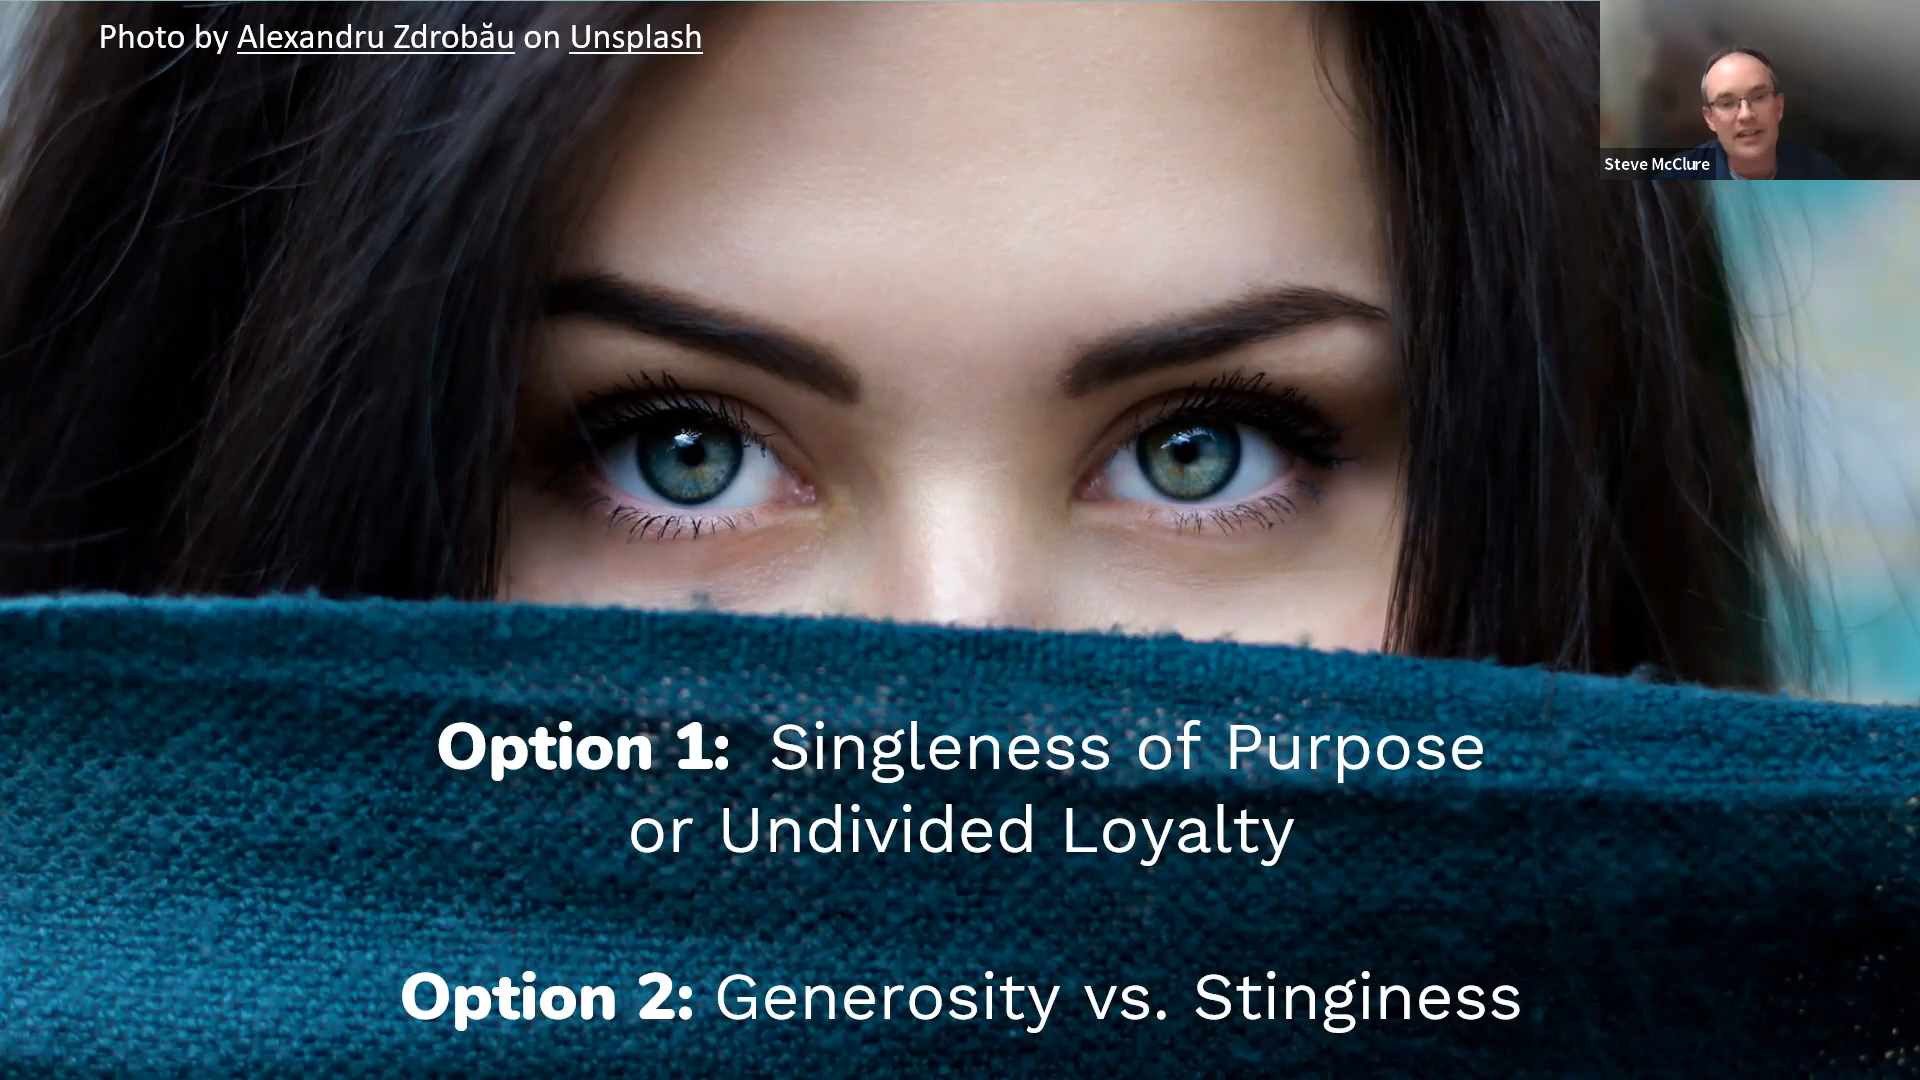 Photo by Alexandru Zdrobău on Unsplash
Steve McClure
Option 1: Singleness of Purpose
or Undivided Loyalty
Option 2: Generosity vs. Stinginess